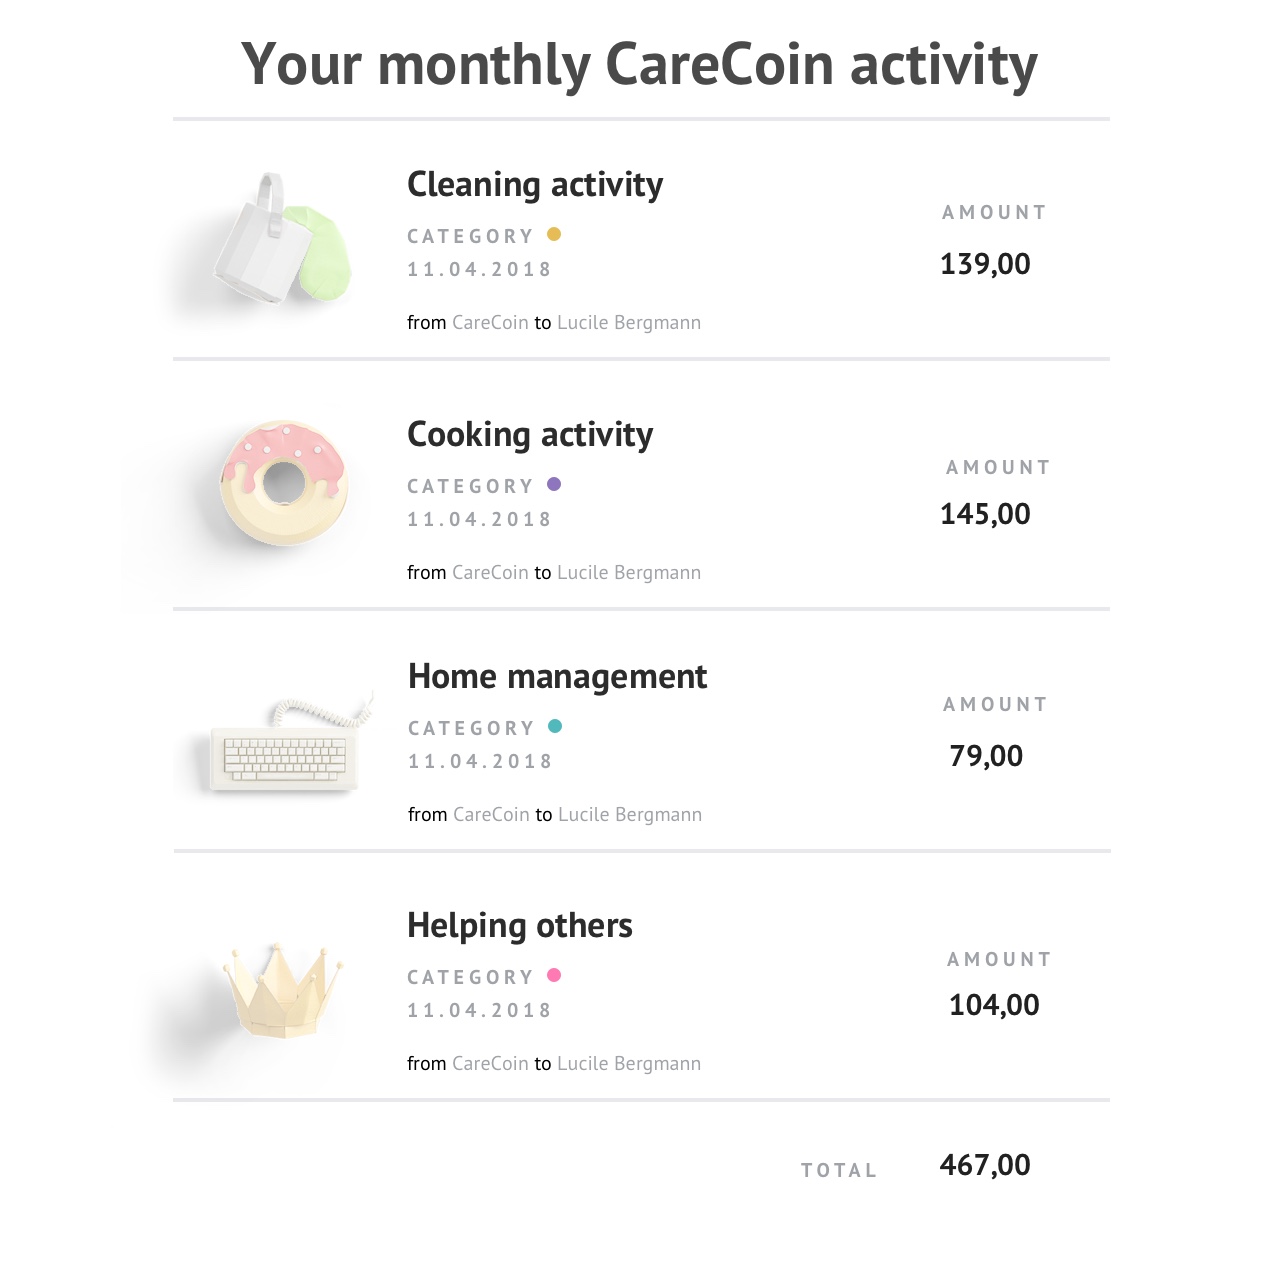 Your monthly CareCoin activity
Cleaning activity
CATEGORY
11.04.2018
from CareCoin to Lucile Bergmann
AMOUNT
139,00
Cooking activity
CATEGORY
11.04.2018
from CareCoin to Lucile Bergmann
AMOUNT
145,00
Home management
CATEGORY
11.04.2018
from CareCoin to Lucile Bergmann
AMOUNT
79,00
Helping others
CATEGORY
11.04.2018
from CareCoin to Lucile Bergmann
AMOUNT
104,00
TOTAL 467,00